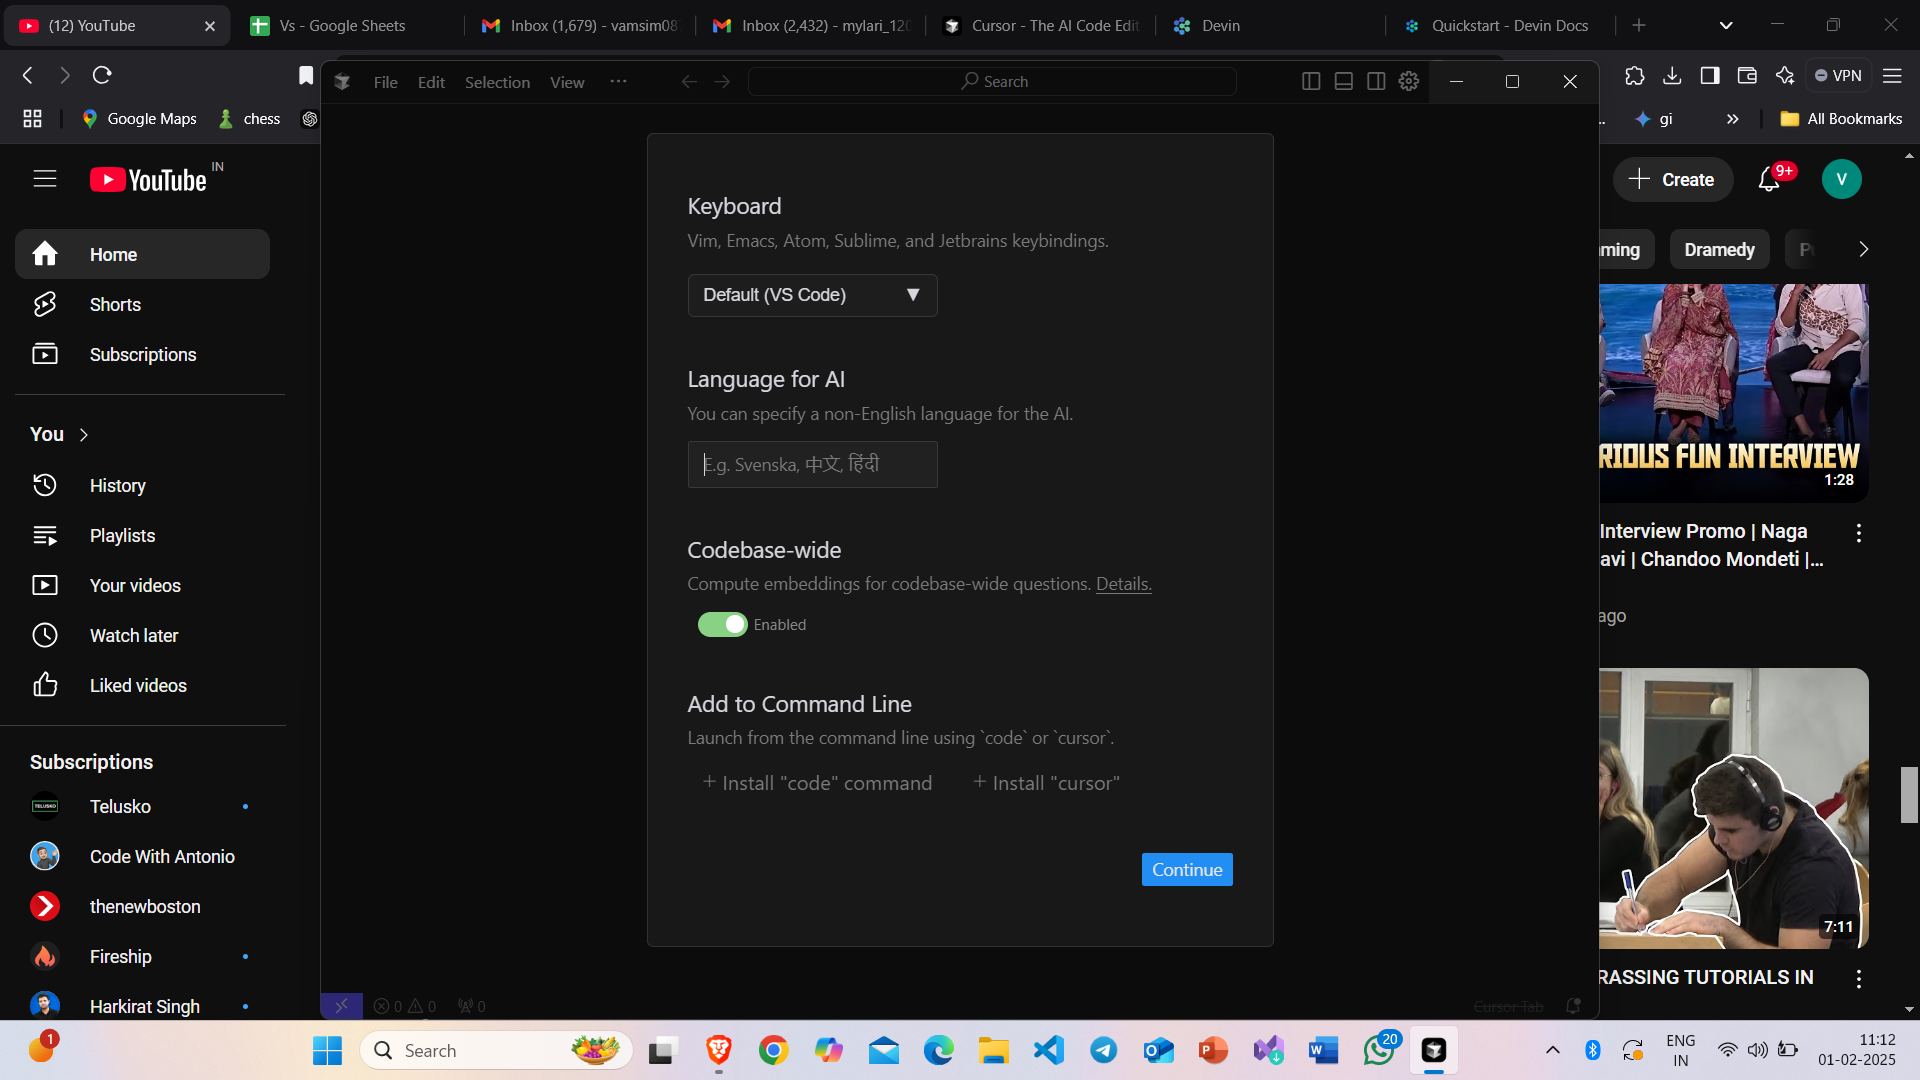 (12) YouTube
Vs - Google Sheets
Inbox (1,679) - vamsim08
Inbox (2,432) - mylari_120
Cursor - The AI Code Edit
Devin
Quickstart - Devin Docs
VPN
Google Maps
chess
gi
All Bookmarks
File Edit Selection View
Search
YouTube IN
Create
9+
V
Home
Shorts
Subscriptions
You
History
Playlists
Your videos
Watch later
Liked videos
Subscriptions
Telusko
Code With Antonio
thenewboston
Fireship
Harkirat Singh
Keyboard
Vim, Emacs, Atom, Sublime, and Jetbrains keybindings.
Default (VS Code)
Language for AI
You can specify a non-English language for the AI.
E.g. Svenska, 中文, हिंदी
Codebase-wide
Compute embeddings for codebase-wide questions. Details.
Enabled
Add to Command Line
Launch from the command line using `code` or `cursor`.
+ Install "code" command
+ Install "cursor"
Continue
0 0 0
Cursor Tab
ming
Dramedy
RIOUS FUN INTERVIEW
1:28
Interview Promo | Naga
avi | Chandoo Mondeti |...
ago
7:11
RASSING TUTORIALS IN
1
Search
20
ENG
IN
11:12
01-02-2025